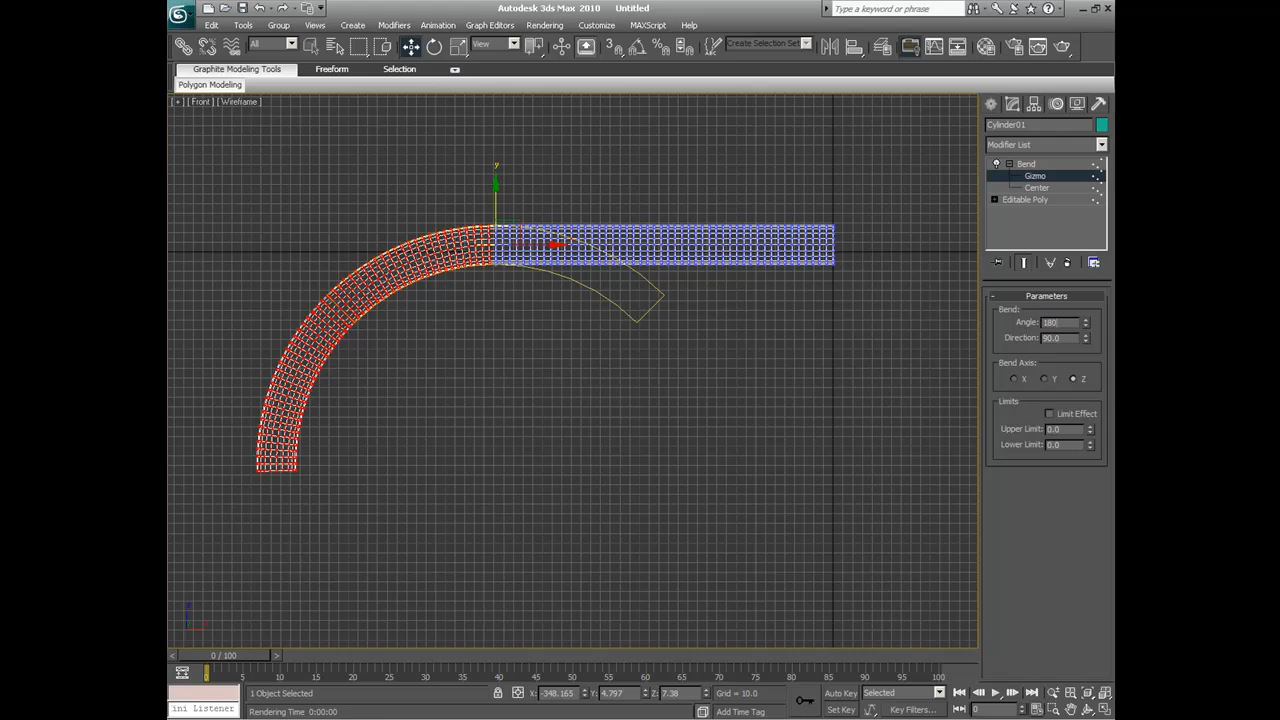 Autodesk 3ds Max 2010 Untitled
Type a keyword or phrase
Edit Tools Group Views Create Modifiers Animation Graph Editors Rendering Customize MAXScript Help
All View Create Selection Set
Graphite Modeling Tools Freeform Selection
Polygon Modeling
[ + ] [ Front ] [ Wireframe ]
Cylinder01
Modifier List
Bend
Gizmo
Center
Editable Poly
y
- Parameters
Bend:
Angle: 180
Direction: 90.0
Bend Axis:
X Y Z
Limits
Limit Effect
Upper Limit: 0.0
Lower Limit: 0.0
< 0 / 100 >
0 5 10 15 20 25 30 35 40 45 50 55 60 65 70 75 80 85 90 95 100
1 Object Selected X: -348.165 Y: 4.797 Z: 7.38 Grid = 10.0 Auto Key Selected
ini Listener Rendering Time 0:00:00 Add Time Tag Set Key Key Filters... 0